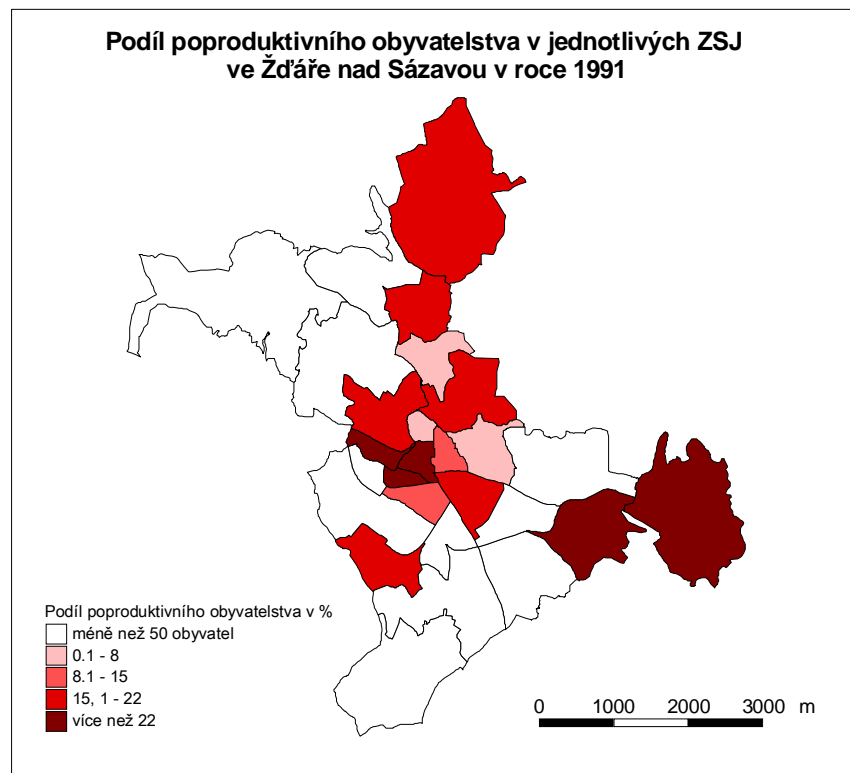 Podíl poproduktivního obyvatelstva v jednotlivých ZSJ
ve Žďáře nad Sázavou v roce 1991
Podíl poproduktivního obyvatelstva v %
méně než 50 obyvatel
0.1 - 8
8.1 - 15
15, 1 - 22
více než 22
0 1000 2000 3000 m